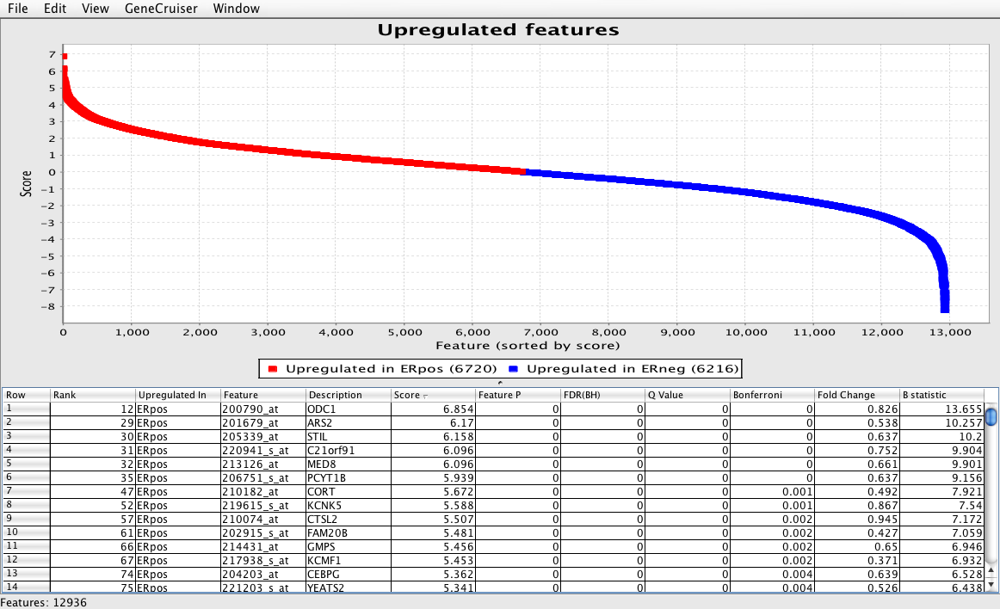 File Edit View GeneCruiser Window
Upregulated features
7
6
5
4
3
2
1
0
-1
-2
-3
-4
-5
-6
-7
-8
Score
0 1,000 2,000 3,000 4,000 5,000 6,000 7,000 8,000 9,000 10,000 11,000 12,000 13,000
Feature (sorted by score)
Upregulated in ERpos (6720) Upregulated in ERneg (6216)
Row Rank Upregulated In Feature Description Score Feature P FDR(BH) Q Value Bonferroni Fold Change B statistic
1 12 ERpos 200790_at ODC1 6.854 0 0 0 0 0.826 13.655
2 29 ERpos 201679_at ARS2 6.17 0 0 0 0 0.538 10.257
3 30 ERpos 205339_at STIL 6.158 0 0 0 0 0.637 10.2
4 31 ERpos 220941_s_at C21orf91 6.096 0 0 0 0 0.752 9.904
5 32 ERpos 213126_at MED8 6.096 0 0 0 0 0.661 9.901
6 35 ERpos 206751_s_at PCYT1B 5.939 0 0 0 0 0.637 9.156
7 47 ERpos 210182_at CORT 5.672 0 0 0 0.001 0.492 7.921
8 52 ERpos 219615_s_at KCNK5 5.588 0 0 0 0.001 0.867 7.54
9 57 ERpos 210074_at CTSL2 5.507 0 0 0 0.002 0.945 7.172
10 61 ERpos 202915_s_at FAM20B 5.481 0 0 0 0.002 0.427 7.059
11 66 ERpos 214431_at GMPS 5.456 0 0 0 0.002 0.65 6.946
12 67 ERpos 217938_s_at KCMF1 5.453 0 0 0 0.002 0.371 6.932
13 74 ERpos 204203_at CEBPG 5.362 0 0 0 0.004 0.639 6.528
14 75 ERpos 221203_s_at YEATS2 5.341 0 0 0 0.004 0.526 6.438
Features: 12936